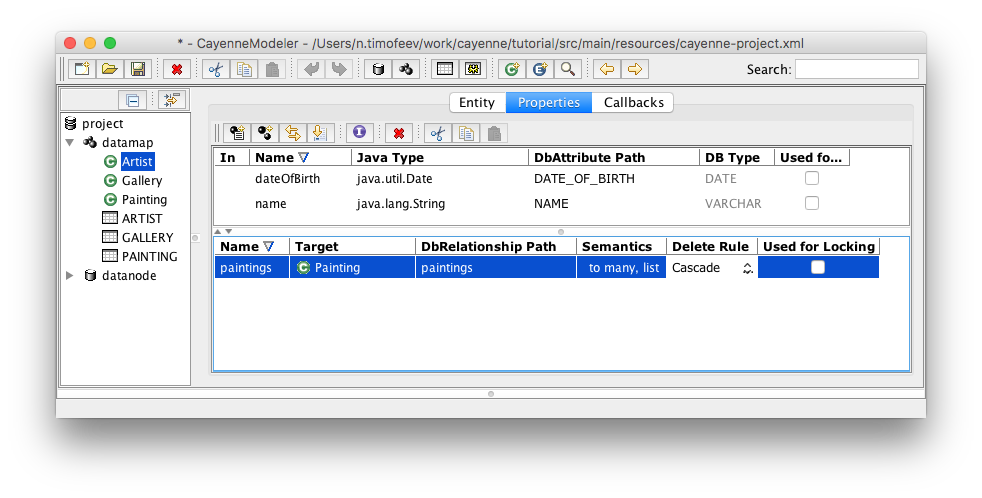 * - CayenneModeler - /Users/n.timofeev/work/cayenne/tutorial/src/main/resources/cayenne-project.xml
Search:
project
datamap
Artist
Gallery
Painting
ARTIST
GALLERY
PAINTING
datanode
Entity Properties Callbacks
In Name Java Type DbAttribute Path DB Type Used fo...
dateOfBirth java.util.Date DATE_OF_BIRTH DATE
name java.lang.String NAME VARCHAR
Name Target DbRelationship Path Semantics Delete Rule Used for Locking
paintings Painting paintings to many, list Cascade